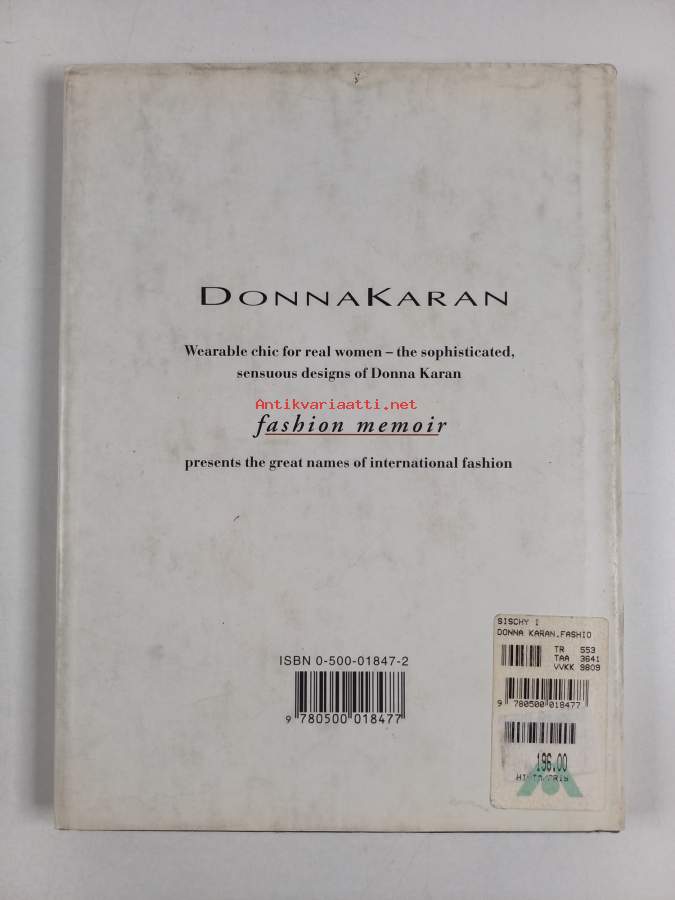 DONNAKARAN
Wearable chic for real women – the sophisticated,
sensuous designs of Donna Karan
Antikvariaatti.net
fashion memoir
presents the great names of international fashion
ISBN 0-500-01847-2
9 780500 018477
SISCHY I
DONNA KARAN.FASHIO
TR 553
TAA 3641
VVKK 9809
9 780500 018477
196.00